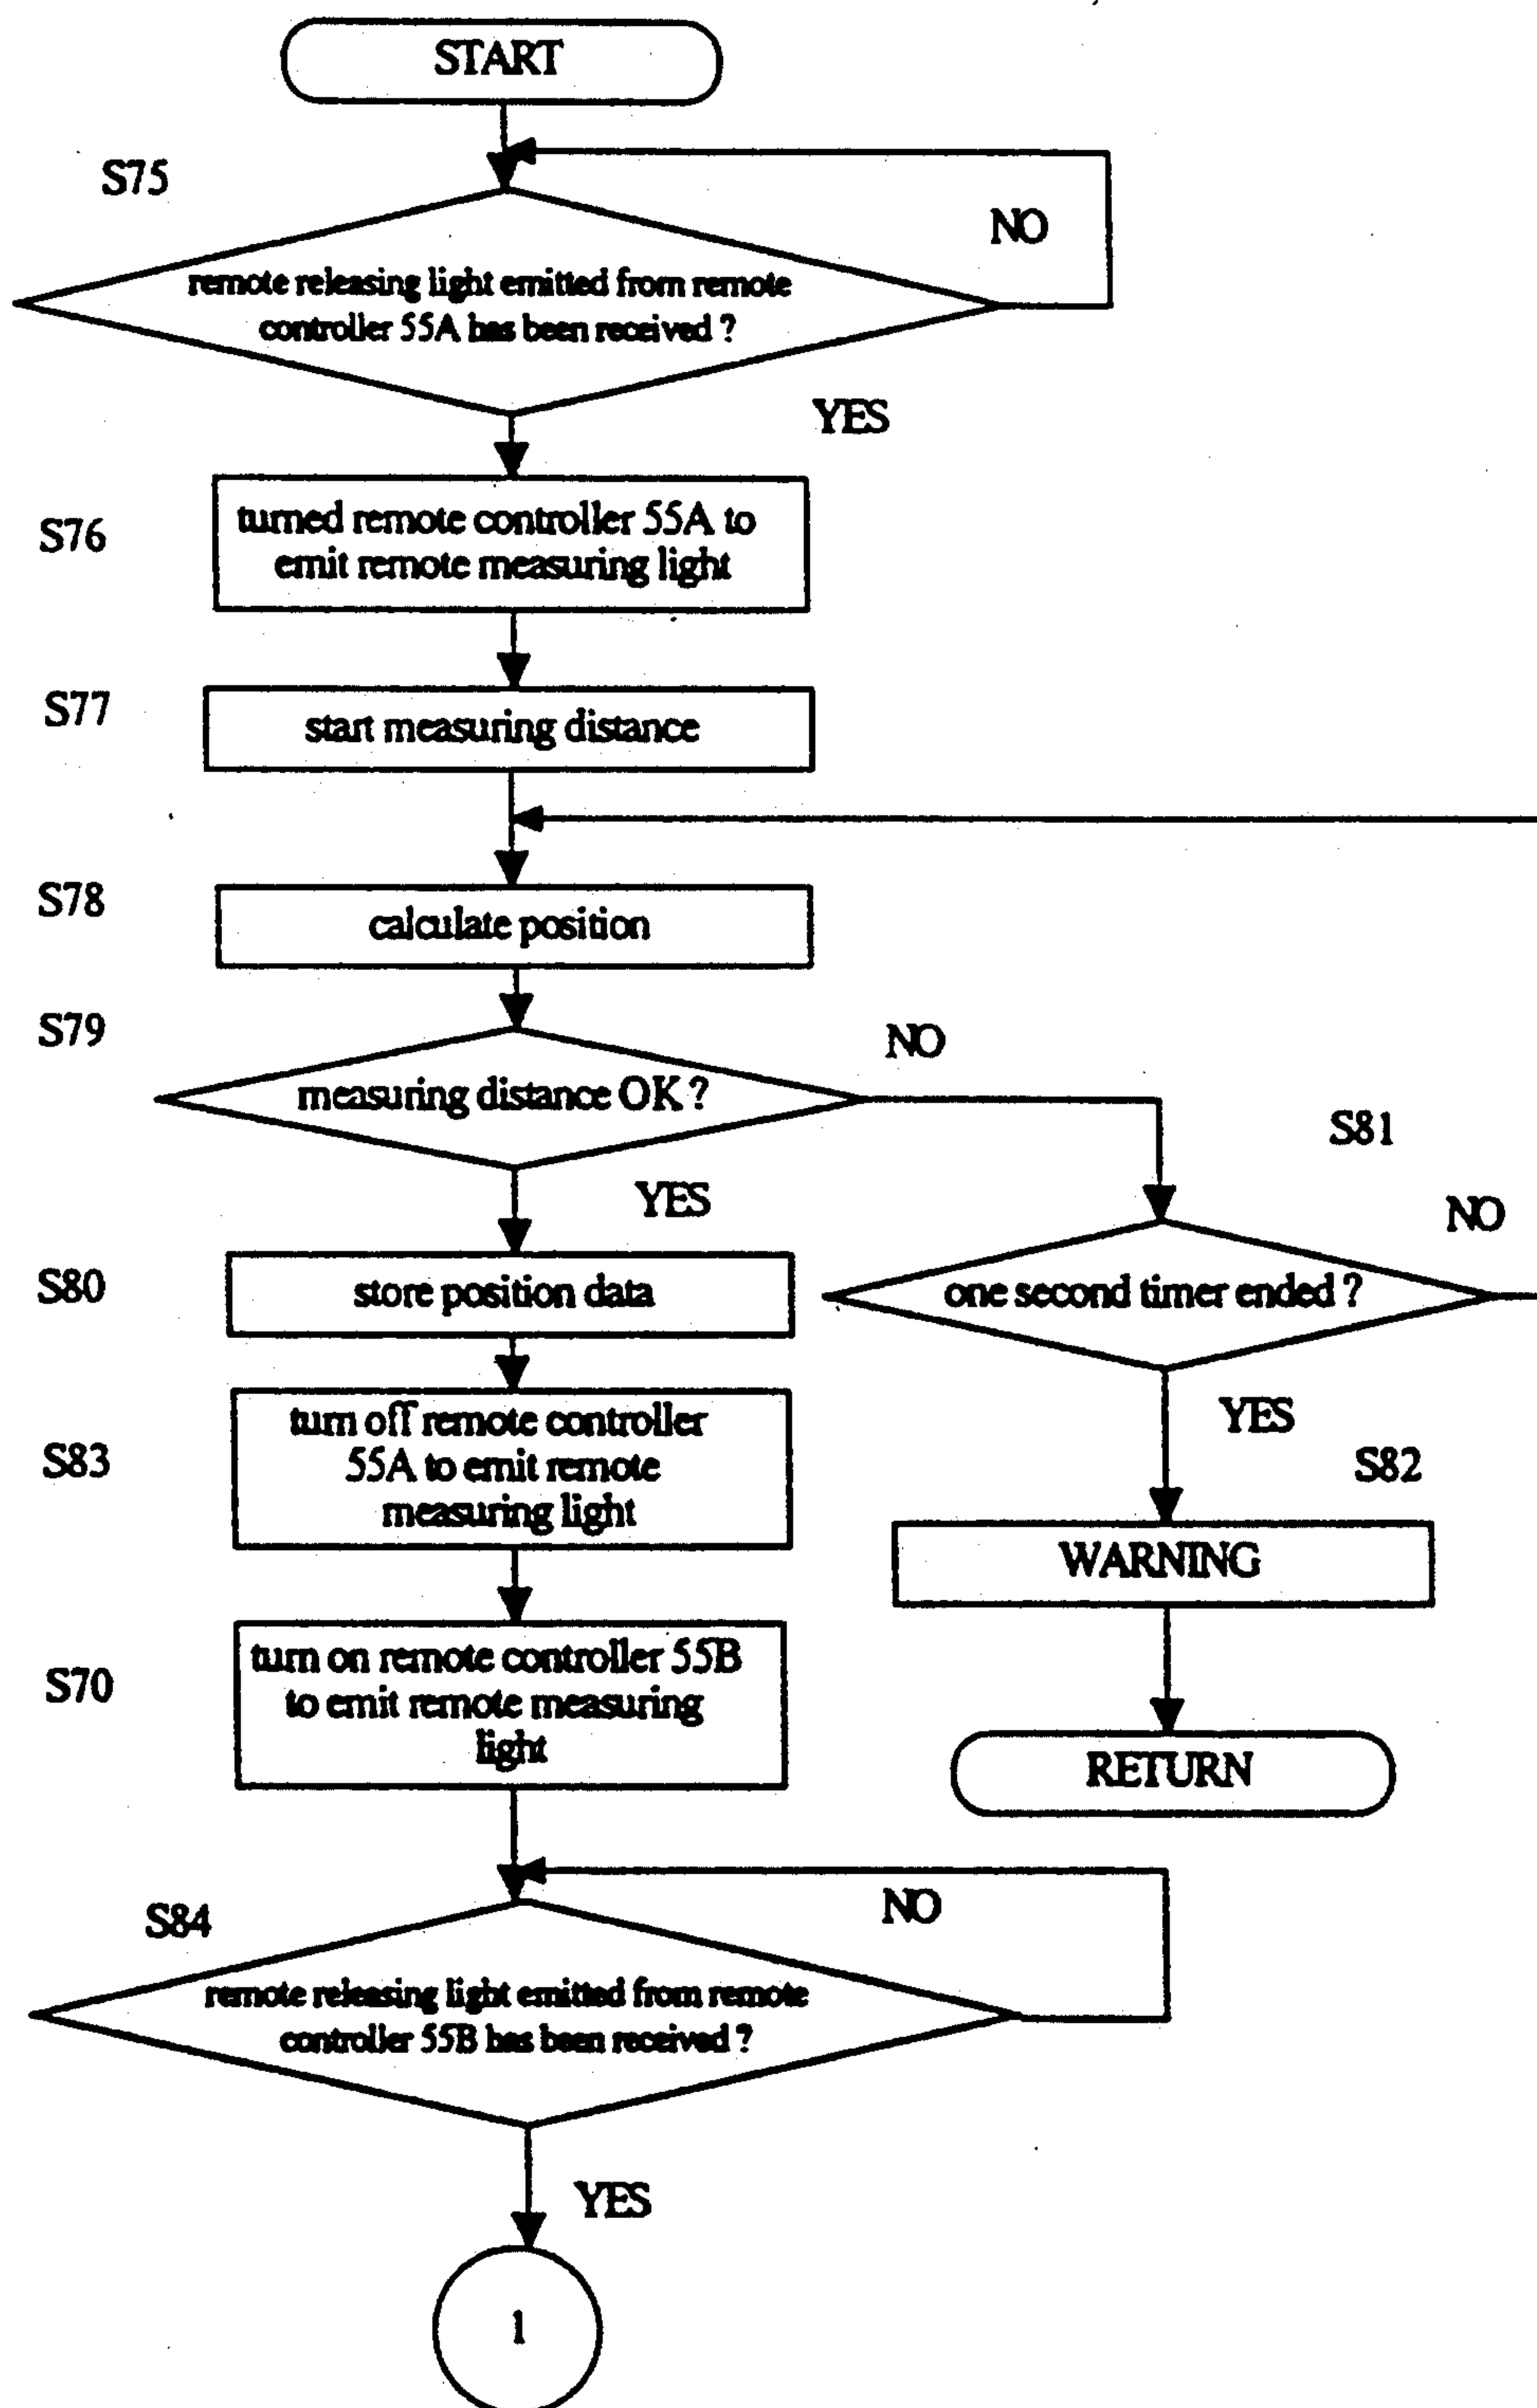 START
S75
NO
remote releasing light emitted from remote
controller 55A has been received ?
YES
S76
turned remote controller 55A to
emit remote measuring light
S77
start measuring distance
S78
calculate position
S79
NO
measuring distance OK ?
S81
YES
NO
S80
store position data
one second timer ended ?
turn off remote controller
55A to emit remote
measuring light
S83
YES
S82
WARNING
turn on remote controller 55B
to emit remote measuring
light
S70
RETURN
S84
NO
remote releasing light emitted from remote
controller 55B has been received ?
YES
1